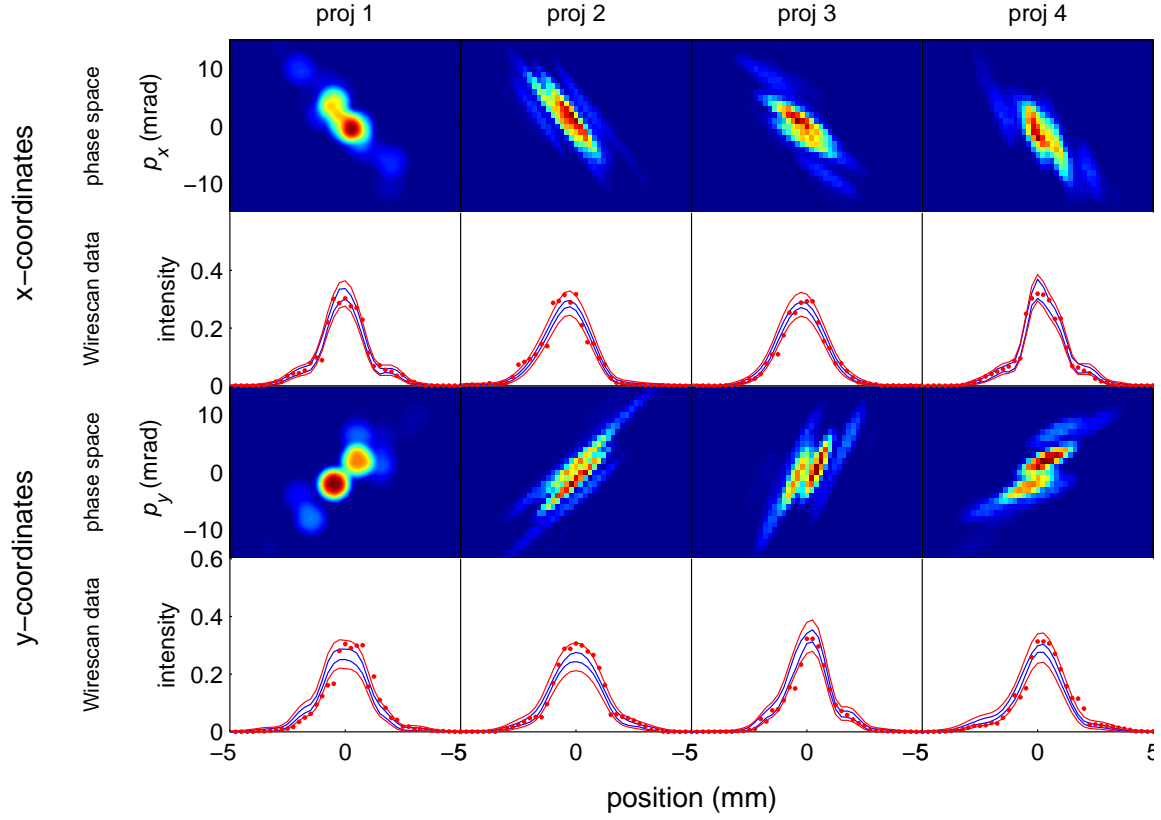 proj 1 proj 2 proj 3 proj 4
x−coordinates
phase space
p_x (mrad)
10
0
−10
Wirescan data
intensity
0.4
0.2
0
y−coordinates
phase space
p_y (mrad)
10
0
−10
Wirescan data
intensity
0.6
0.4
0.2
0
−5 0 −5 0 −5 0 −5 0 5
position (mm)